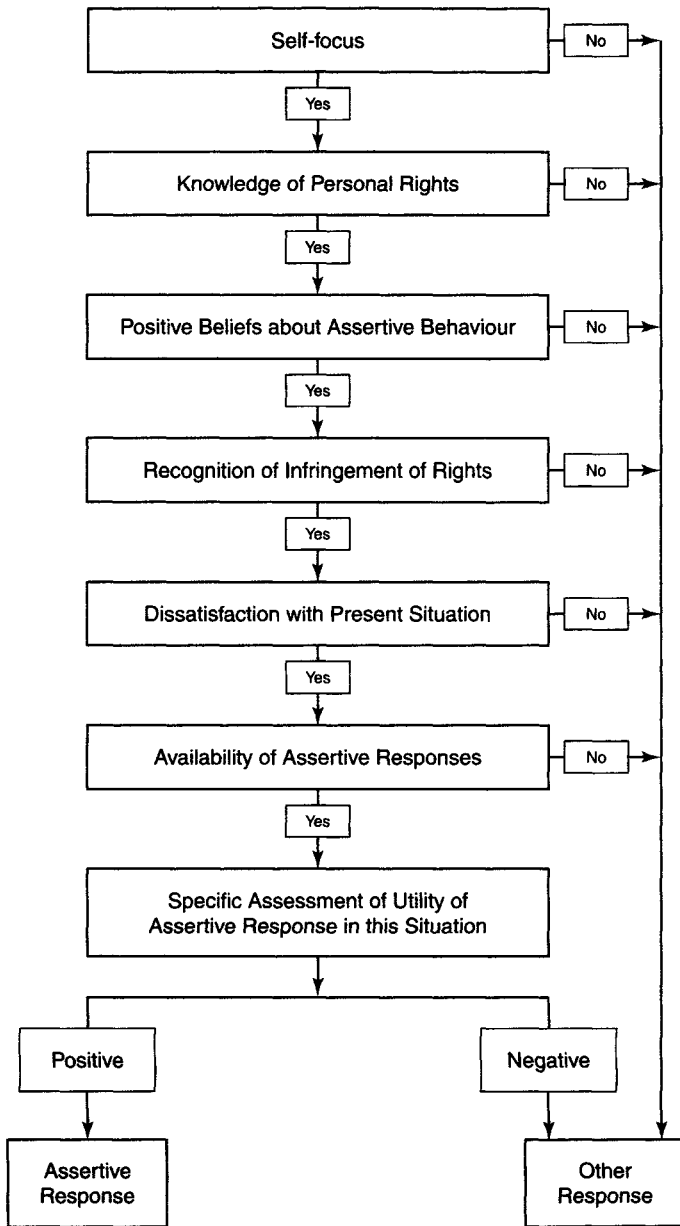 Self-focus
No
Yes
Knowledge of Personal Rights
No
Yes
Positive Beliefs about Assertive Behaviour
No
Yes
Recognition of Infringement of Rights
No
Yes
Dissatisfaction with Present Situation
No
Yes
Availability of Assertive Responses
No
Yes
Specific Assessment of Utility of
Assertive Response in this Situation
Positive
Negative
Assertive
Response
Other
Response